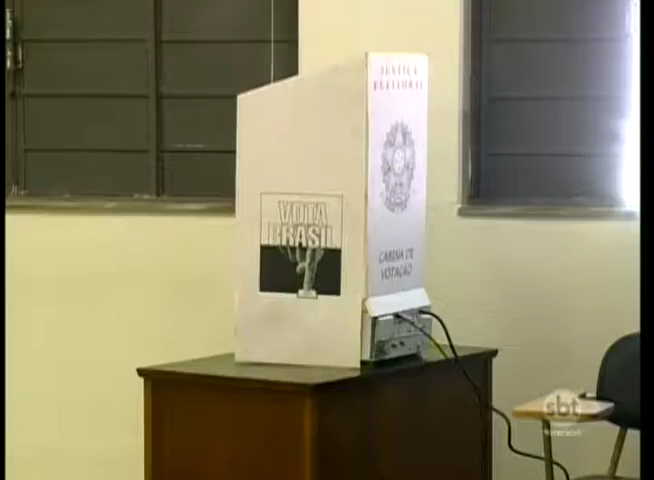 JUSTIÇA
ELEITORAL
VOTA
BRASIL
CABINA DE
VOTAÇÃO
sbt